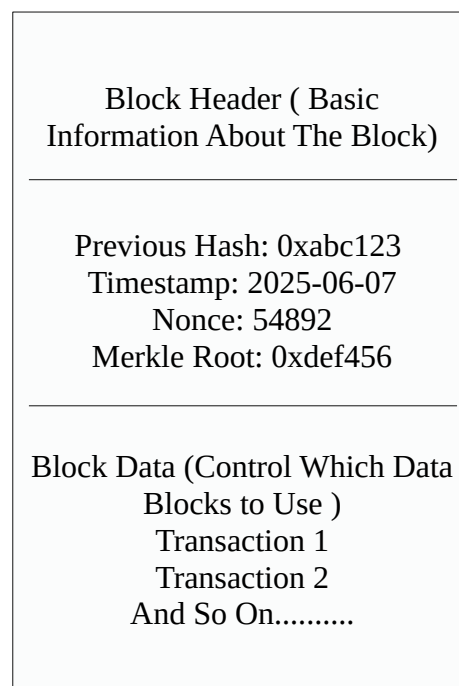 Block Header ( Basic
Information About The Block)
Previous Hash: 0xabc123
Timestamp: 2025-06-07
Nonce: 54892
Merkle Root: 0xdef456
Block Data (Control Which Data
Blocks to Use )
Transaction 1
Transaction 2
And So On..........